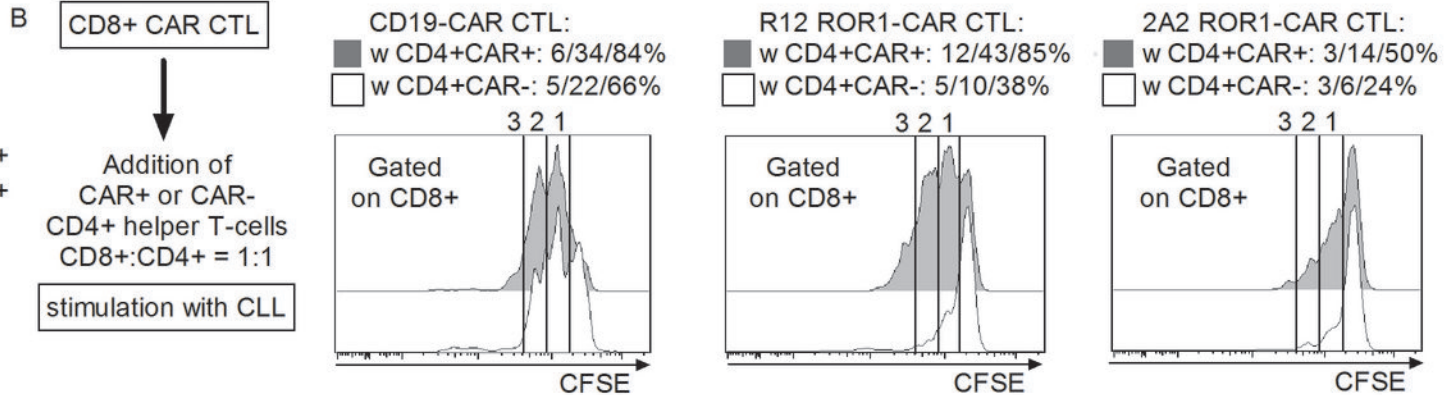 B
CD8+ CAR CTL
+
+
Addition of
CAR+ or CAR-
CD4+ helper T-cells
CD8+:CD4+ = 1:1
stimulation with CLL
CD19-CAR CTL:
w CD4+CAR+: 6/34/84%
w CD4+CAR-: 5/22/66%
3 2 1
Gated
on CD8+
CFSE
R12 ROR1-CAR CTL:
w CD4+CAR+: 12/43/85%
w CD4+CAR-: 5/10/38%
3 2 1
Gated
on CD8+
CFSE
2A2 ROR1-CAR CTL:
w CD4+CAR+: 3/14/50%
w CD4+CAR-: 3/6/24%
3 2 1
Gated
on CD8+
CFSE